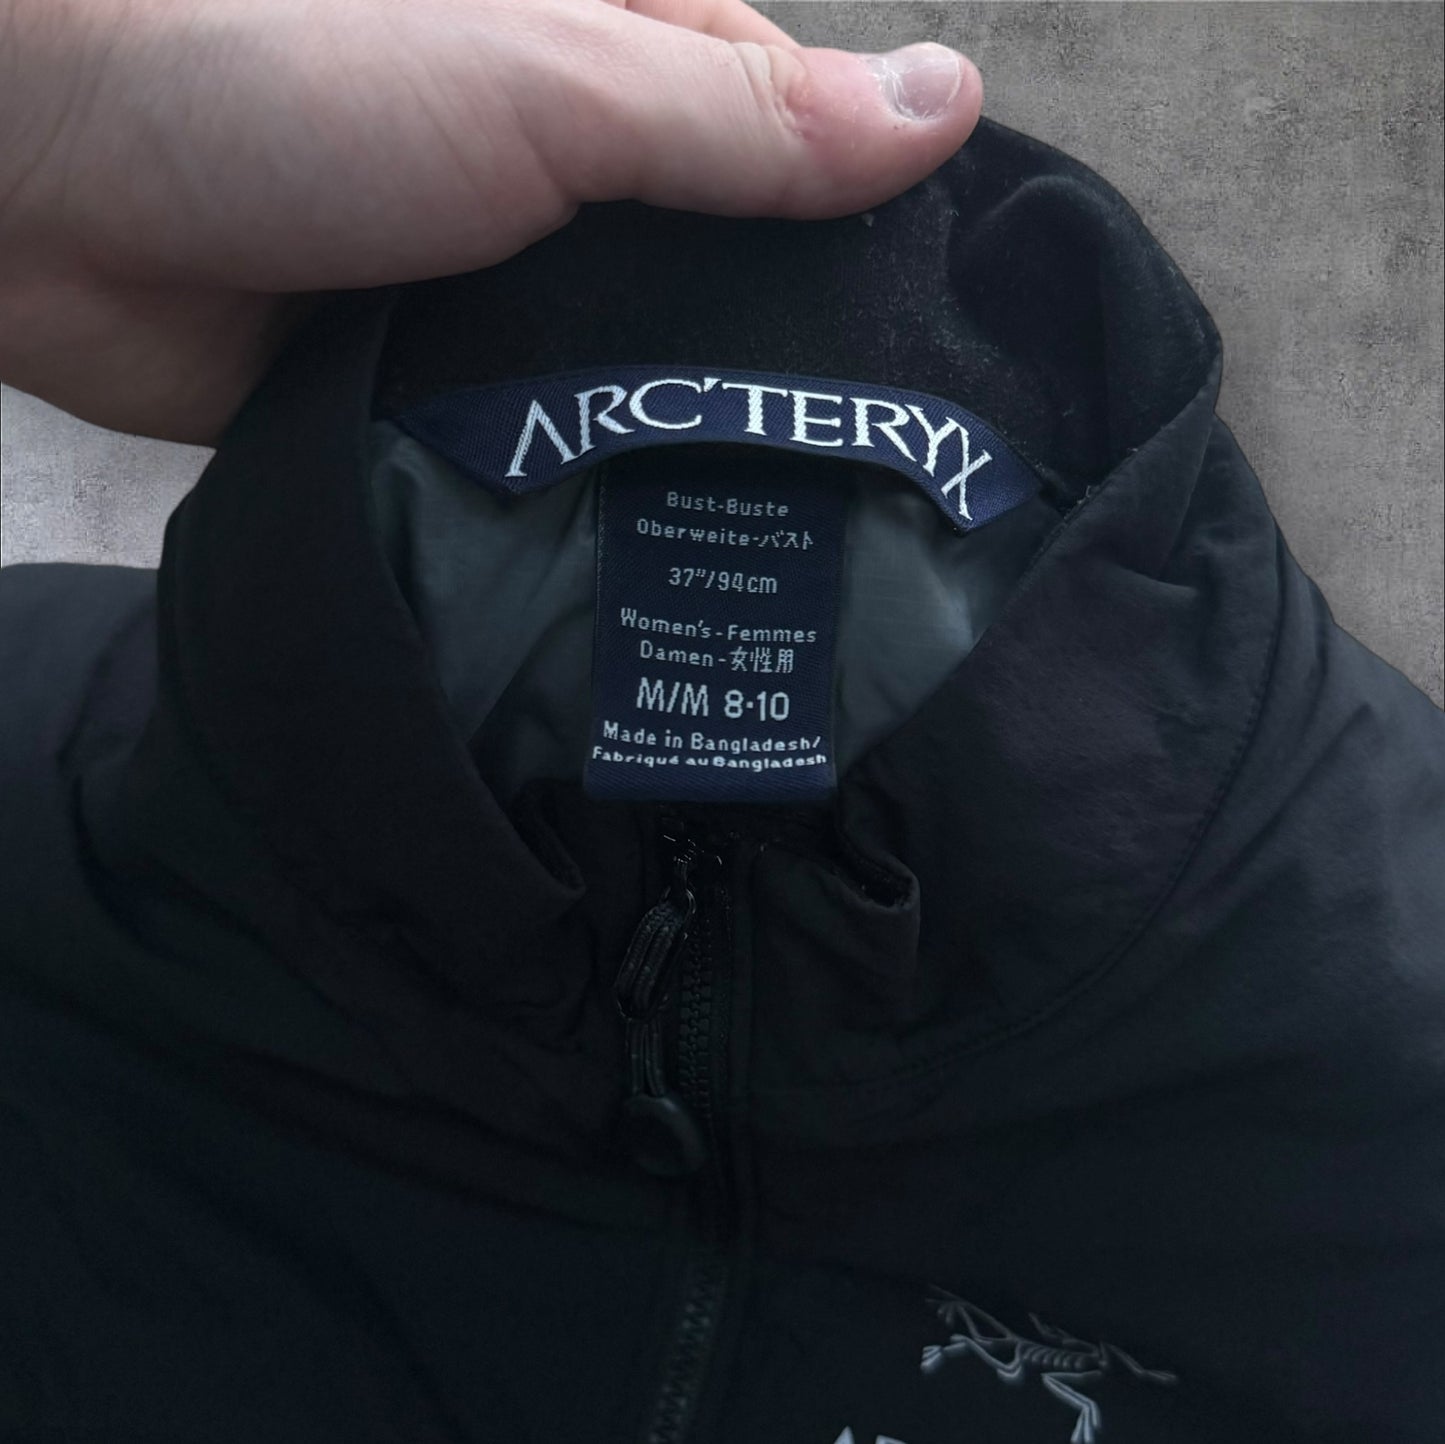 ARC'TERYX
Bust-Buste
Oberweite-バスト
37"/94cm
Women's-Femmes
Damen-女性用
M/M 8·10
Made in Bangladesh/
Fabriqué au Bangladesh